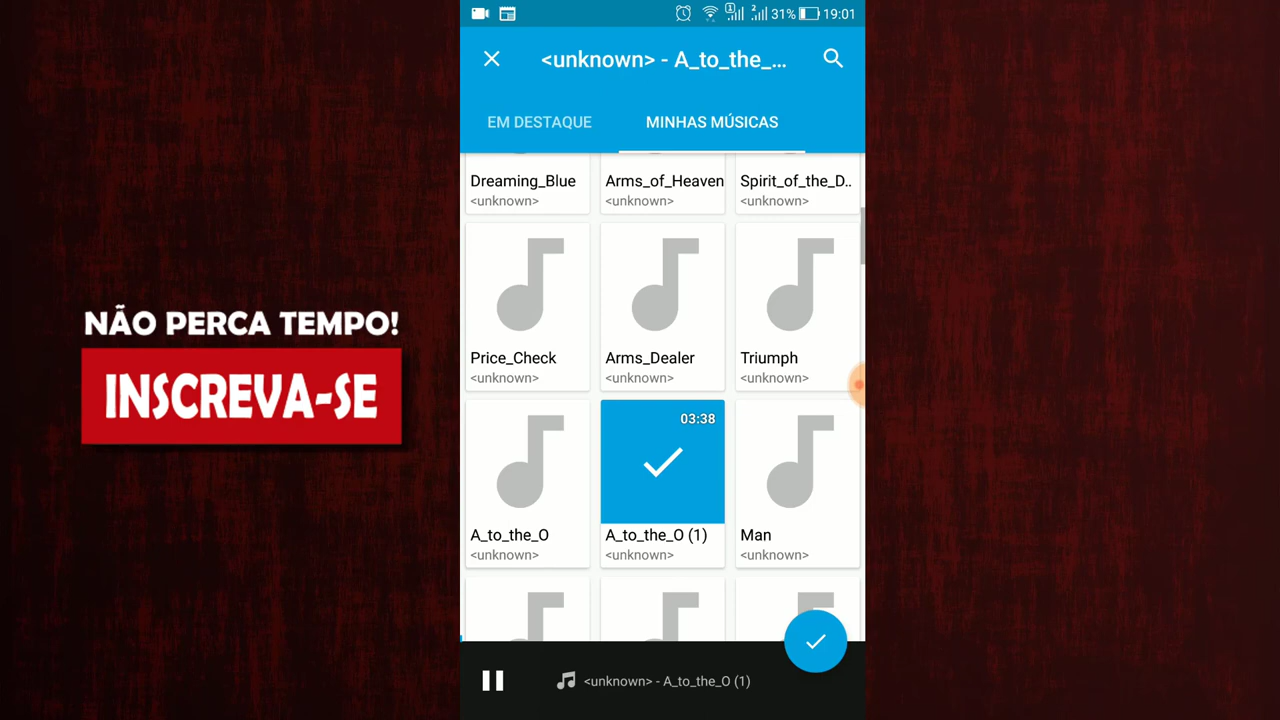 1 2 31% 19:01
<unknown> - A_to_the_...
EM DESTAQUE MINHAS MÚSICAS
Dreaming_Blue Arms_of_Heaven Spirit_of_the_D..
<unknown> <unknown> <unknown>
NÃO PERCA TEMPO!
INSCREVA-SE
Price_Check Arms_Dealer Triumph
<unknown> <unknown> <unknown>
03:38
A_to_the_O A_to_the_O (1) Man
<unknown> <unknown> <unknown>
<unknown> - A_to_the_O (1)